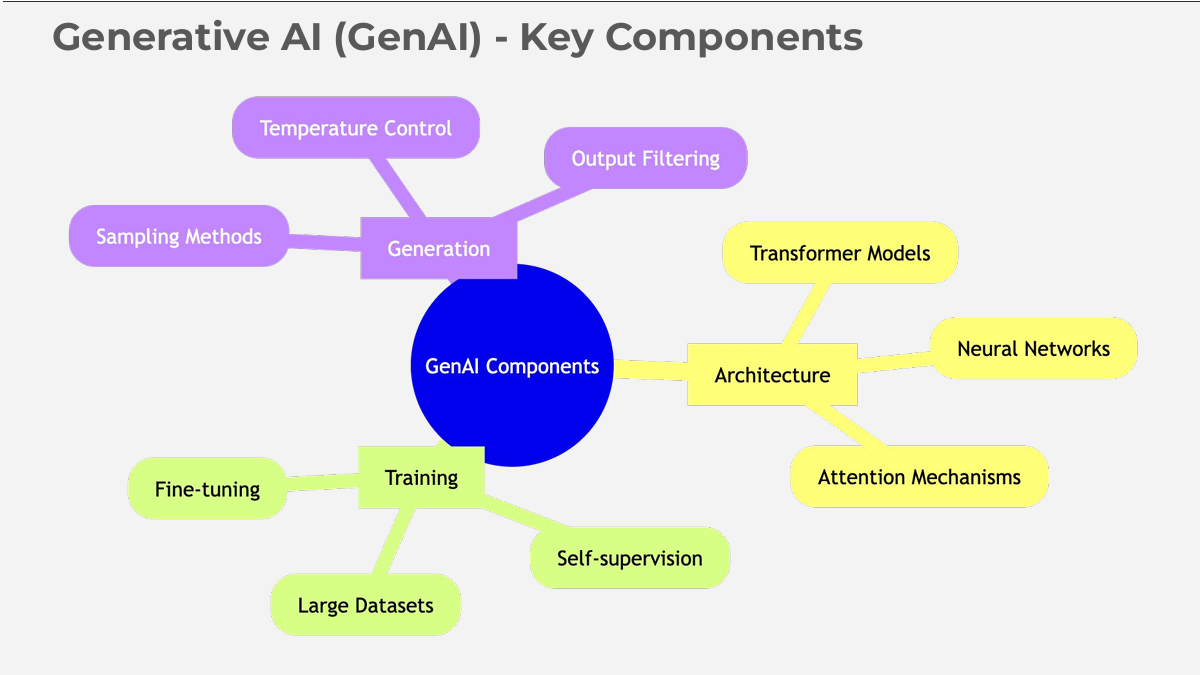 Generative AI (GenAI) - Key Components
Temperature Control
Output Filtering
Sampling Methods
Generation
Transformer Models
Neural Networks
GenAI Components
Architecture
Attention Mechanisms
Training
Fine-tuning
Self-supervision
Large Datasets